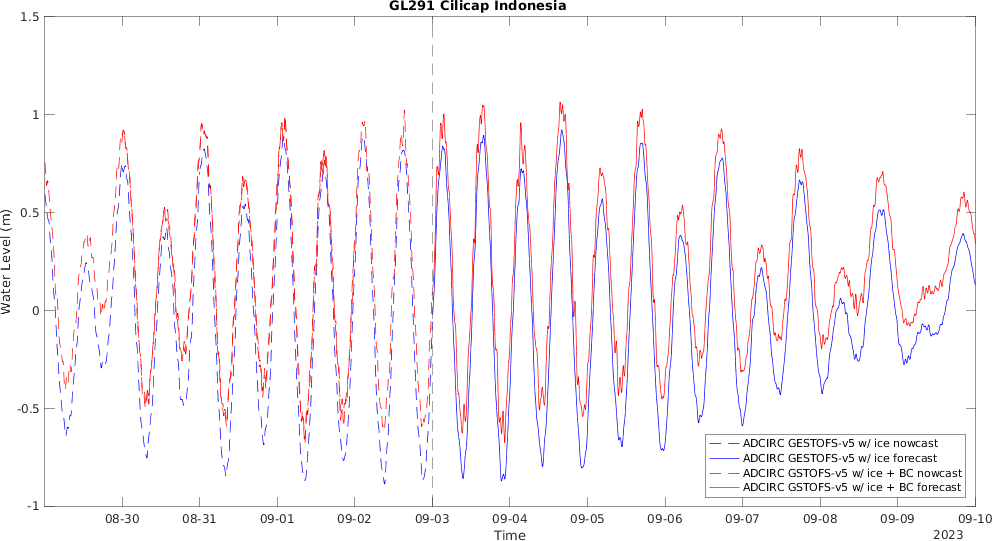 GL291 Cilicap Indonesia
1.5
1
0.5
0
-0.5
-1
Water Level (m)
08-30
08-31
09-01
09-02
09-03
09-04
09-05
09-06
09-07
09-08
09-09
09-10
Time
2023
ADCIRC GESTOFS-v5 w/ ice nowcast
ADCIRC GESTOFS-v5 w/ ice forecast
ADCIRC GSTOFS-v5 w/ ice + BC nowcast
ADCIRC GSTOFS-v5 w/ ice + BC forecast